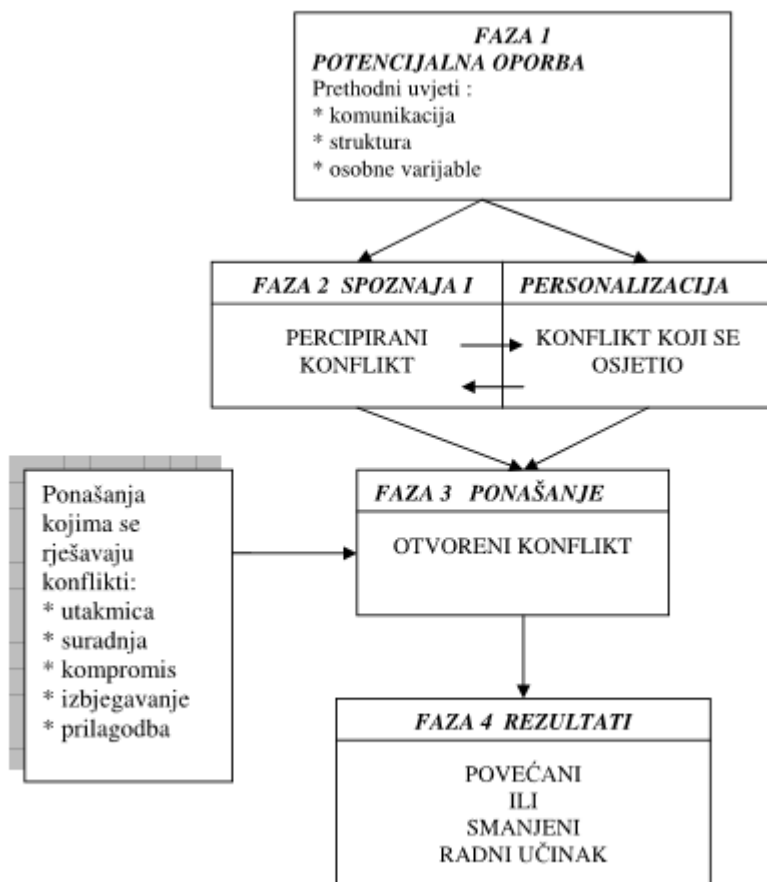 FAZA 1
POTENCIJALNA OPORBA
Prethodni uvjeti :
* komunikacija
* struktura
* osobne varijable
FAZA 2 SPOZNAJA I
PERSONALIZACIJA
PERCIPIRANI
KONFLIKT
KONFLIKT KOJI SE
OSJETIO
Ponašanja
kojima se
rješavaju
konflikti:
* utakmica
* suradnja
* kompromis
* izbjegavanje
* prilagodba
FAZA 3 PONAŠANJE
OTVORENI KONFLIKT
FAZA 4 REZULTATI
POVEĆANI
ILI
SMANJENI
RADNI UČINAK